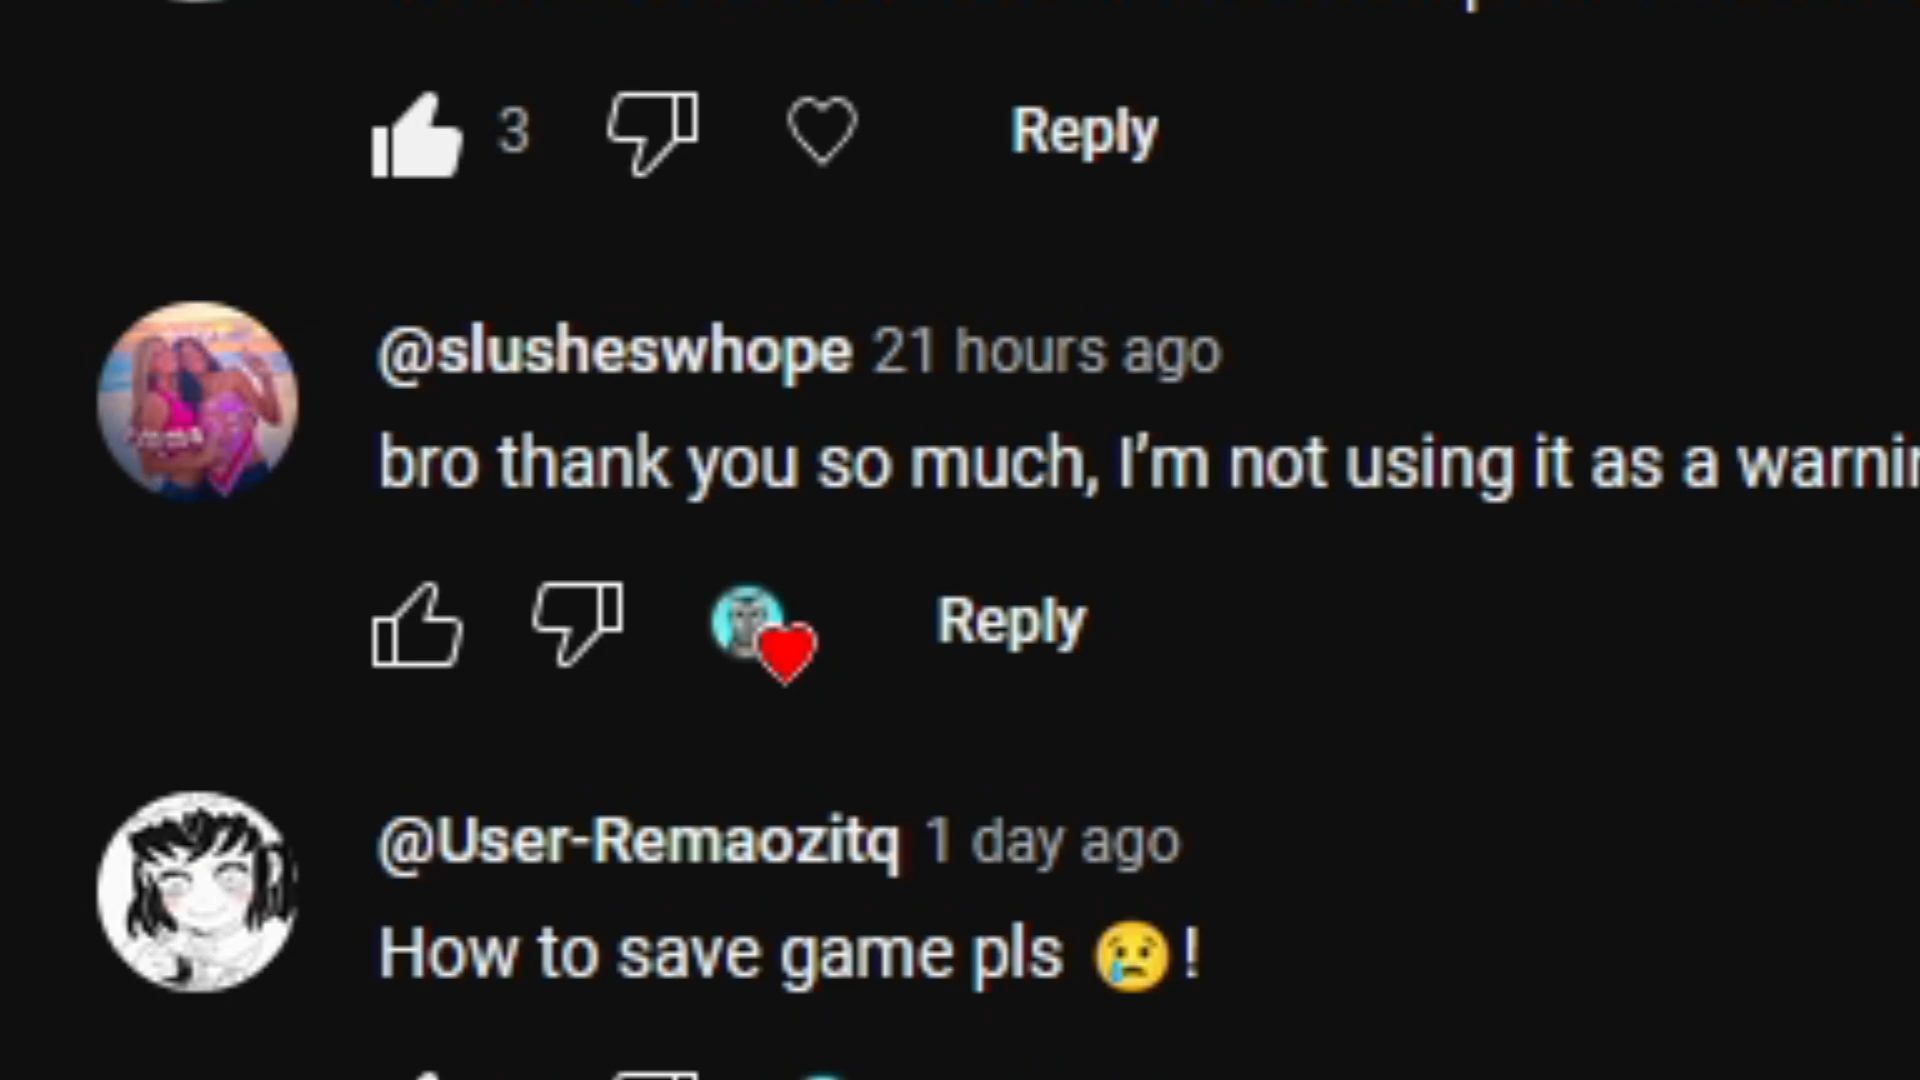 3 Reply
@slusheswhope 21 hours ago
bro thank you so much, I'm not using it as a
Reply
@User-Remaozitq 1 day ago
How to save game pls 😢!